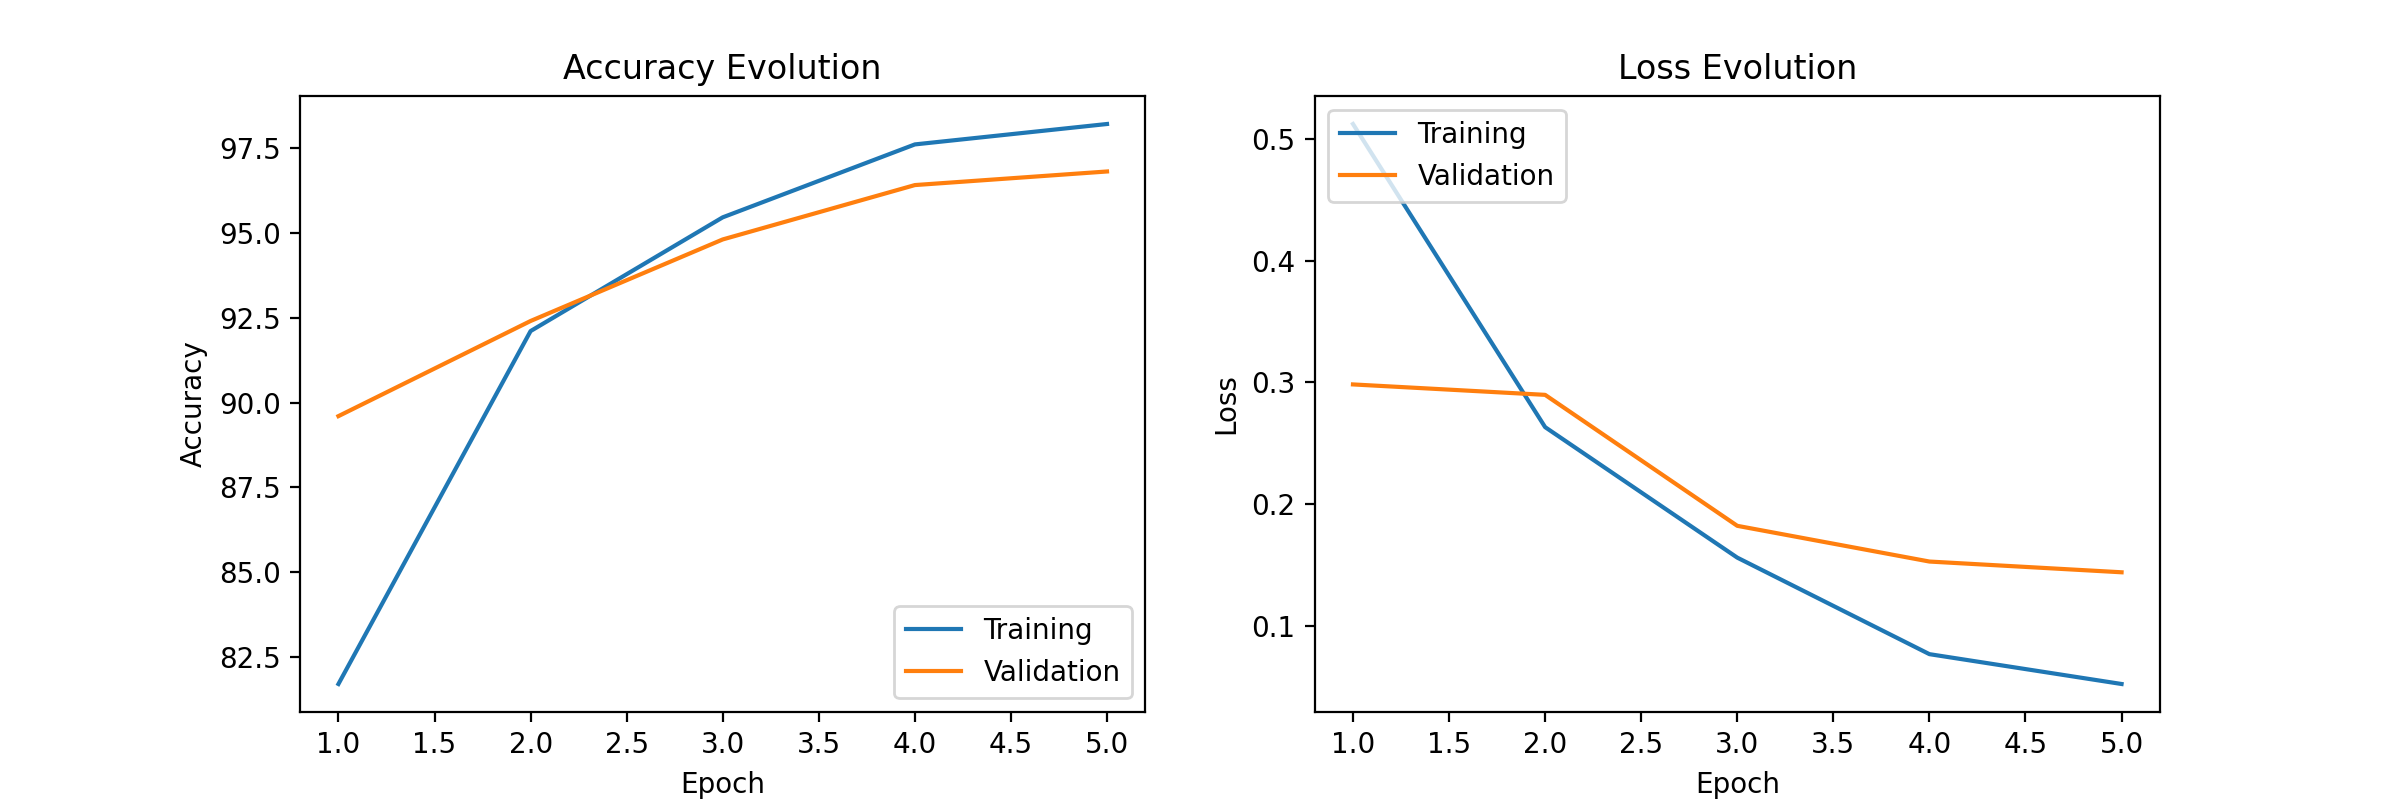 Accuracy Evolution
Accuracy
97.5
95.0
92.5
90.0
87.5
85.0
82.5
Training
Validation
1.0 1.5 2.0 2.5 3.0 3.5 4.0 4.5 5.0
Epoch
Loss Evolution
Loss
0.5
0.4
0.3
0.2
0.1
Training
Validation
1.0 1.5 2.0 2.5 3.0 3.5 4.0 4.5 5.0
Epoch